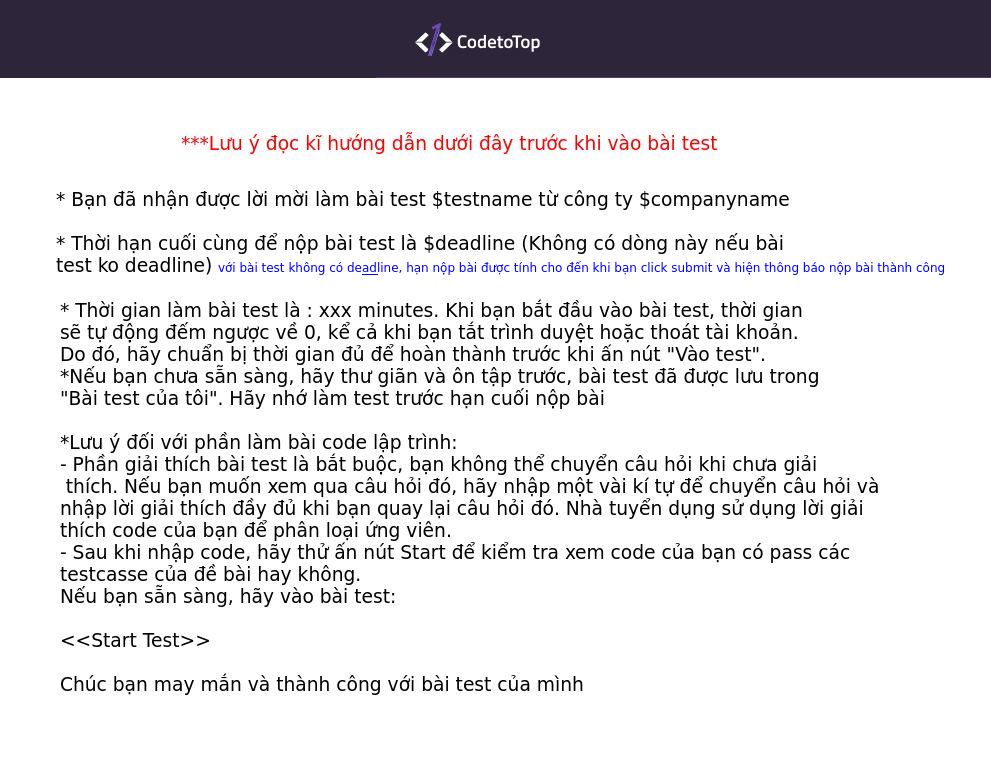 CodetoTop
***Lưu ý đọc kĩ hướng dẫn dưới đây trước khi vào bài test
* Bạn đã nhận được lời mời làm bài test $testname từ công ty $companyname
* Thời hạn cuối cùng để nộp bài test là $deadline (Không có dòng này nếu bài
test ko deadline) với bài test không có deadline, hạn nộp bài được tính cho đến khi bạn click submit và hiện thông báo nộp bài thành công
* Thời gian làm bài test là : xxx minutes. Khi bạn bắt đầu vào bài test, thời gian
sẽ tự động đếm ngược về 0, kể cả khi bạn tắt trình duyệt hoặc thoát tài khoản.
Do đó, hãy chuẩn bị thời gian đủ để hoàn thành trước khi ấn nút "Vào test".
*Nếu bạn chưa sẵn sàng, hãy thư giãn và ôn tập trước, bài test đã được lưu trong
"Bài test của tôi". Hãy nhớ làm test trước hạn cuối nộp bài
*Lưu ý đối với phần làm bài code lập trình:
- Phần giải thích bài test là bắt buộc, bạn không thể chuyển câu hỏi khi chưa giải
thích. Nếu bạn muốn xem qua câu hỏi đó, hãy nhập một vài kí tự để chuyển câu hỏi và
nhập lời giải thích đầy đủ khi bạn quay lại câu hỏi đó. Nhà tuyển dụng sử dụng lời giải
thích code của bạn để phân loại ứng viên.
- Sau khi nhập code, hãy thử ấn nút Start để kiểm tra xem code của bạn có pass các
testcasse của đề bài hay không.
Nếu bạn sẵn sàng, hãy vào bài test:
<<Start Test>>
Chúc bạn may mắn và thành công với bài test của mình